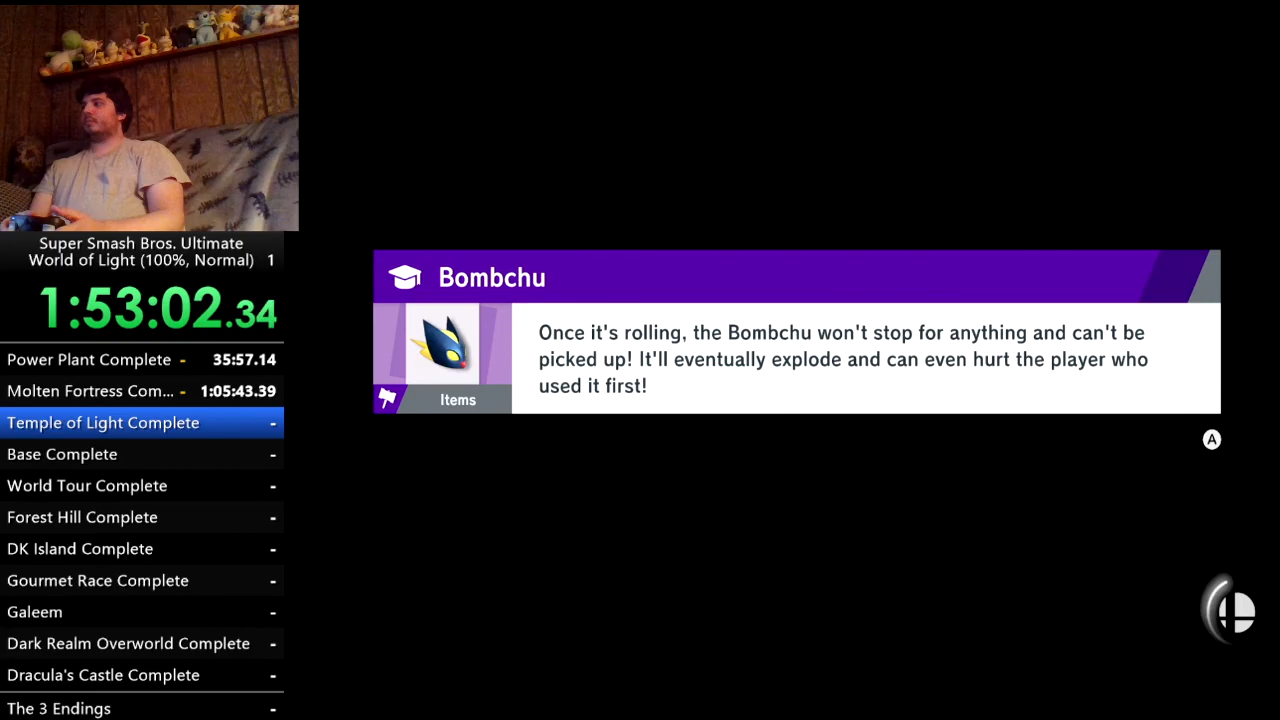 Super Smash Bros. Ultimate
World of Light (100%, Normal) 1
1:53:02.34
Power Plant Complete - 35:57.14
Molten Fortress Com... - 1:05:43.39
Temple of Light Complete -
Base Complete -
World Tour Complete -
Forest Hill Complete -
DK Island Complete -
Gourmet Race Complete -
Galeem -
Dark Realm Overworld Complete -
Dracula's Castle Complete -
The 3 Endings -
Bombchu
Once it's rolling, the Bombchu won't stop for anything and can't be
picked up! It'll eventually explode and can even hurt the player who
used it first!
Items
A